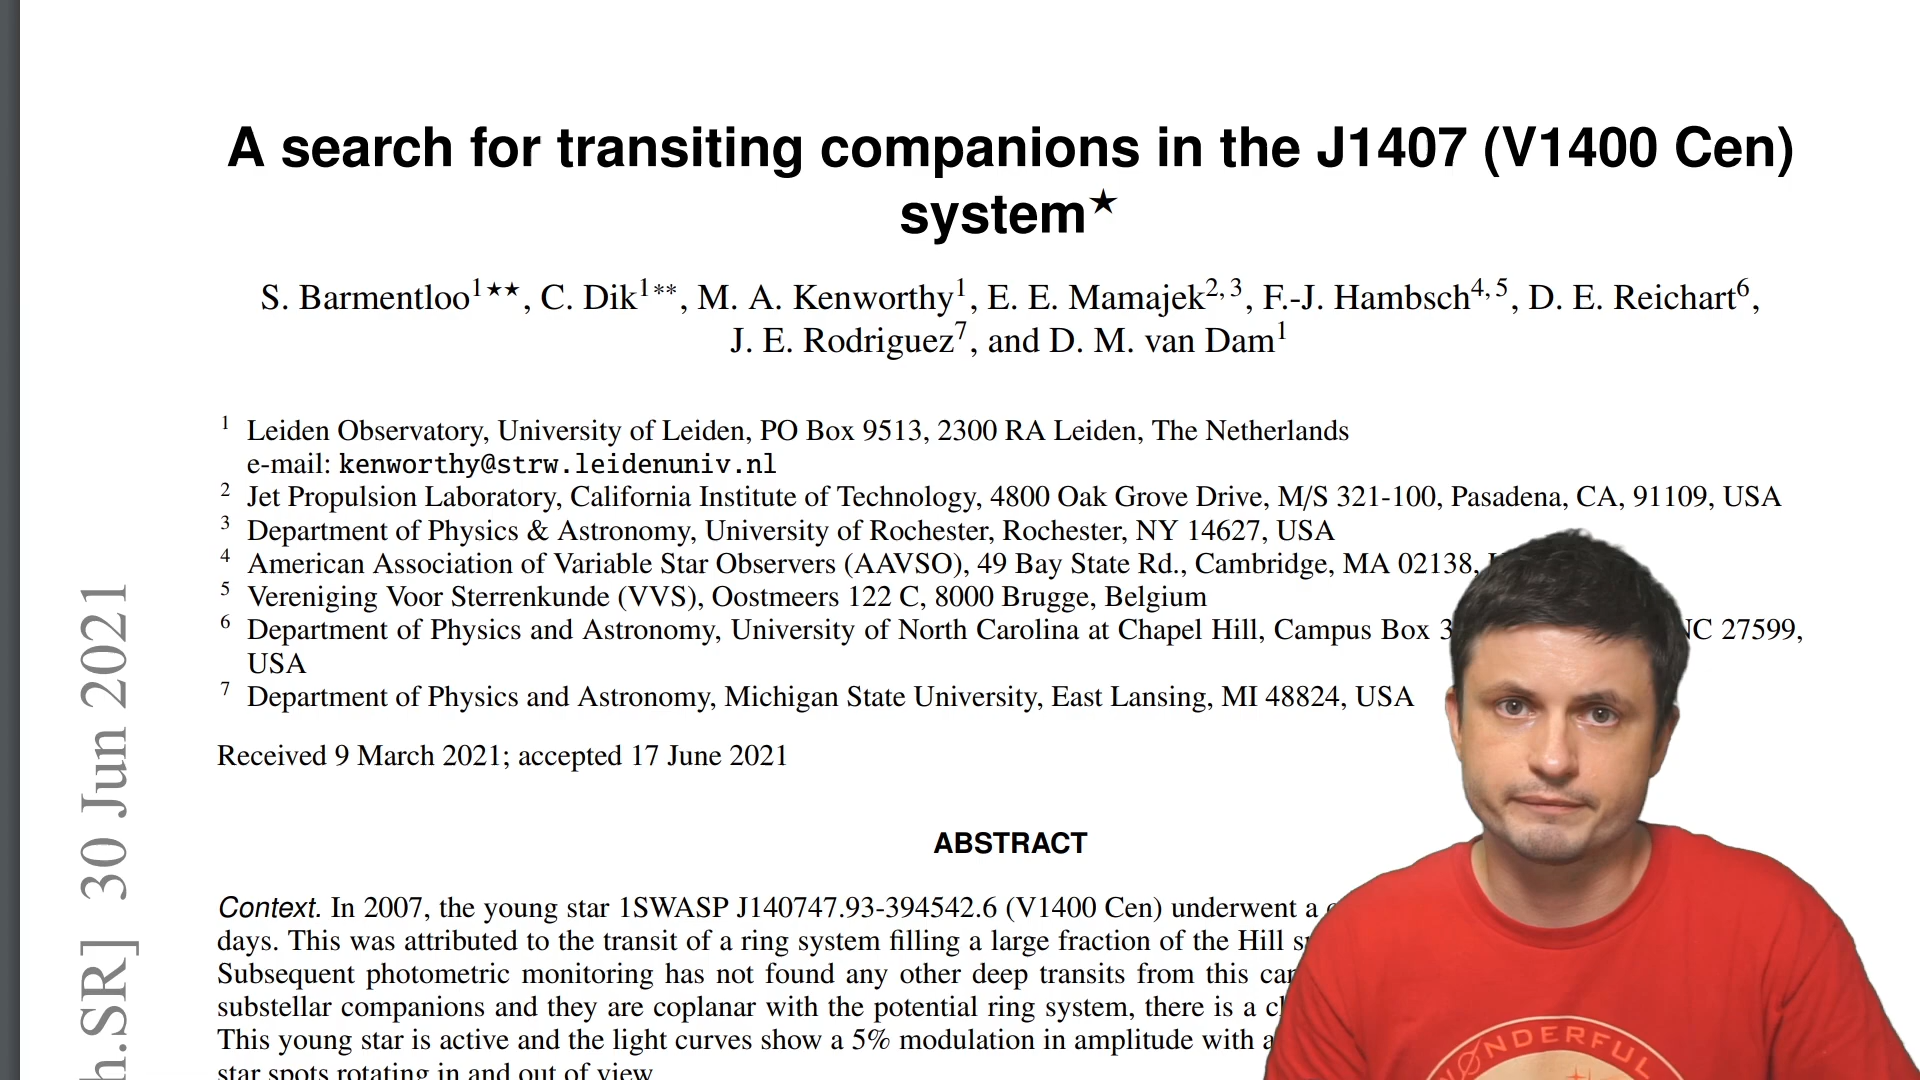 A search for transiting companions in the J1407 (V1400 Cen)
system★
S. Barmentloo1★★, C. Dik1**, M. A. Kenworthy1, E. E. Mamajek2, 3, F.-J. Hambsch4, 5, D. E. Reichart6,
J. E. Rodriguez7, and D. M. van Dam1
1 Leiden Observatory, University of Leiden, PO Box 9513, 2300 RA Leiden, The Netherlands
e-mail: kenworthy@strw.leidenuniv.nl
2 Jet Propulsion Laboratory, California Institute of Technology, 4800 Oak Grove Drive, M/S 321-100, Pasadena, CA, 91109, USA
3 Department of Physics & Astronomy, University of Rochester, Rochester, NY 14627, USA
4 American Association of Variable Star Observers (AAVSO), 49 Bay State Rd., Cambridge, MA 02138,
5 Vereniging Voor Sterrenkunde (VVS), Oostmeers 122 C, 8000 Brugge, Belgium
6 Department of Physics and Astronomy, University of North Carolina at Chapel Hill, Campus Box 3 NC 27599,
USA
7 Department of Physics and Astronomy, Michigan State University, East Lansing, MI 48824, USA
Received 9 March 2021; accepted 17 June 2021
ABSTRACT
Context. In 2007, the young star 1SWASP J140747.93-394542.6 (V1400 Cen) underwent a
days. This was attributed to the transit of a ring system filling a large fraction of the Hill
Subsequent photometric monitoring has not found any other deep transits from this
substellar companions and they are coplanar with the potential ring system, there is a
This young star is active and the light curves show a 5% modulation in amplitude with a
star spots rotating in and out of view
h.SR] 30 Jun 2021
WØNDERFUL